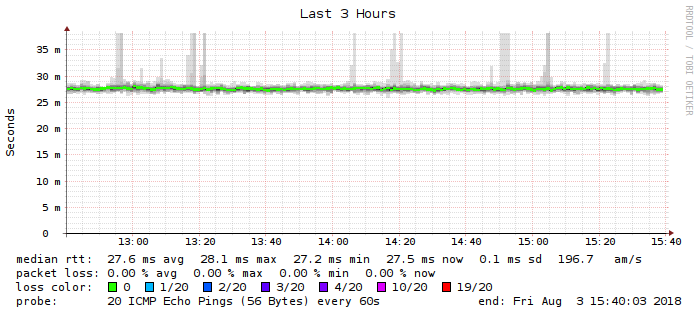 Last 3 Hours
RRDTOOL / TOBI OETIKER
Seconds
35 m
30 m
25 m
20 m
15 m
10 m
5 m
0
13:00 13:20 13:40 14:00 14:20 14:40 15:00 15:20 15:40
median rtt: 27.6 ms avg 28.1 ms max 27.2 ms min 27.5 ms now 0.1 ms sd 196.7 am/s
packet loss: 0.00 % avg 0.00 % max 0.00 % min 0.00 % now
loss color: 0 1/20 2/20 3/20 4/20 10/20 19/20
probe: 20 ICMP Echo Pings (56 Bytes) every 60s end: Fri Aug 3 15:40:03 2018